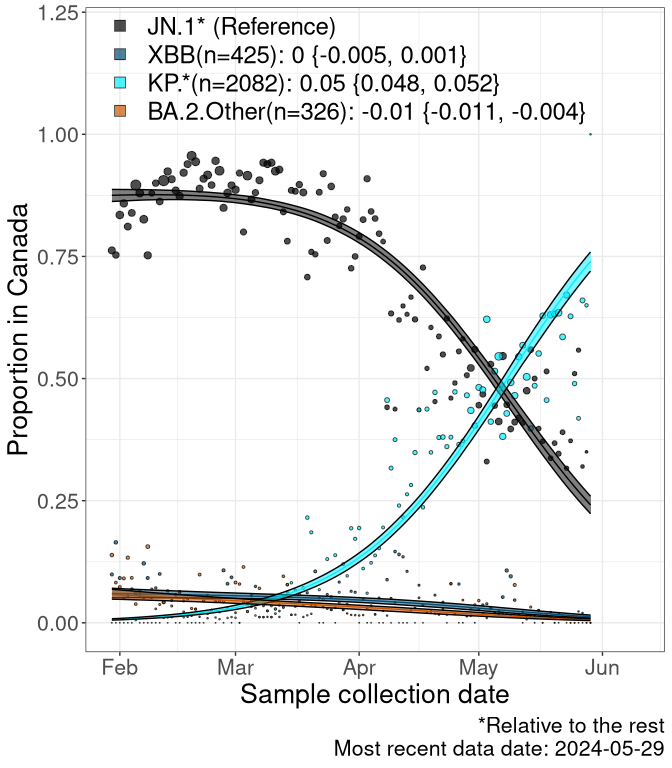 JN.1* (Reference)
XBB(n=425): 0 {-0.005, 0.001}
KP.*(n=2082): 0.05 {0.048, 0.052}
BA.2.Other(n=326): -0.01 {-0.011, -0.004}
1.25
1.00
0.75
0.50
0.25
0.00
Proportion in Canada
Feb Mar Apr May Jun
Sample collection date
*Relative to the rest
Most recent data date: 2024-05-29